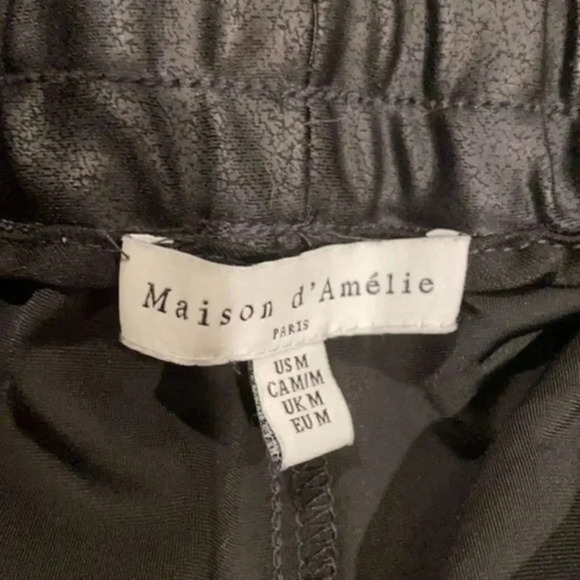 Maison d'Amélie
PARIS
US M
CA M/M
UK M
EU M